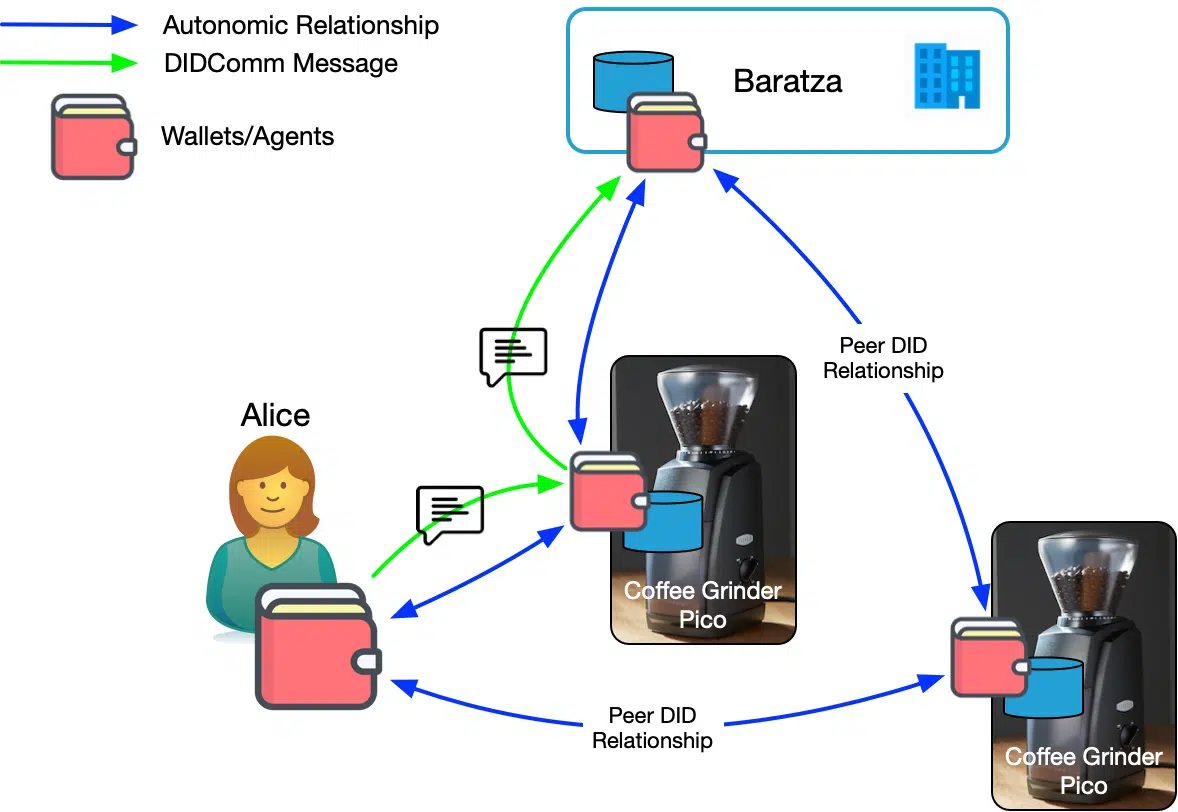 Autonomic Relationship
DIDComm Message
Wallets/Agents
Baratza
Peer DID
Relationship
Alice
Coffee Grinder
Pico
Peer DID
Relationship
Coffee Grinder
Pico